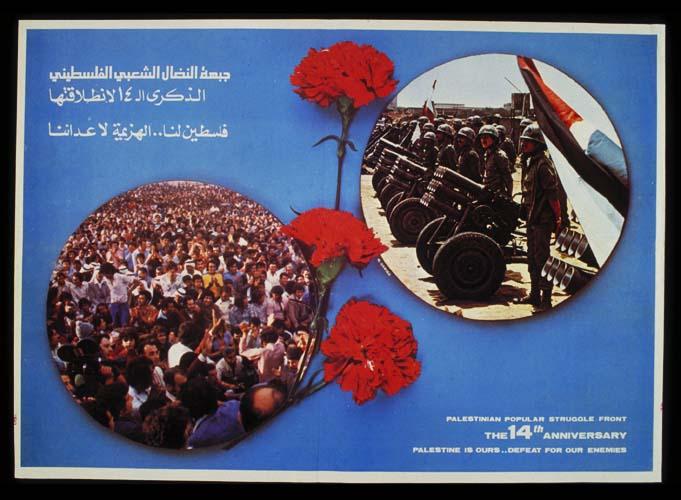 جبهة النضال الشعبي الفلسطيني
الذكرى الـ ١٤ لانطلاقتها
فلسطين لنا..الهزيمة لأعدائنا
PALESTINIAN POPULAR STRUGGLE FRONT
THE 14th ANNIVERSARY
PALESTINE IS OURS..DEFEAT FOR OUR ENEMIES